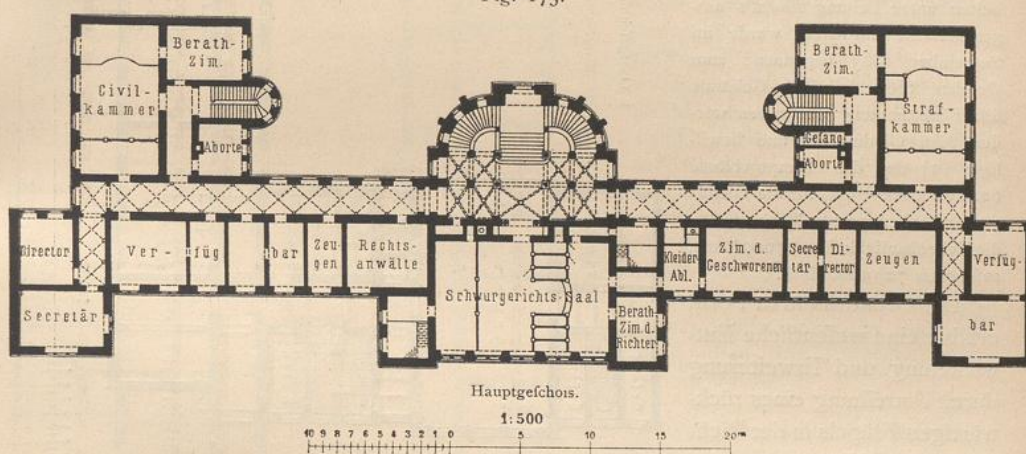 Berath-
Zim.
Civil-
kammer
Aborte
Berath-
Zim.
Straf-
kammer
Gefang.
Aborte
Director
Ver-
füg
bar
Zeu-
gen
Rechts-
anwälte
Secretär
Schwurgerichts-Saal
Kleider-
Abl.
Zim. d.
Geschworenen
Secre-
tär
Di-
rector
Zeugen
Verfüg-
bar
Berath
Zim. d.
Richter
Hauptgeſchoſs.
1:500
10 9 8 7 6 5 4 3 2 1 0 5 10 15 20m